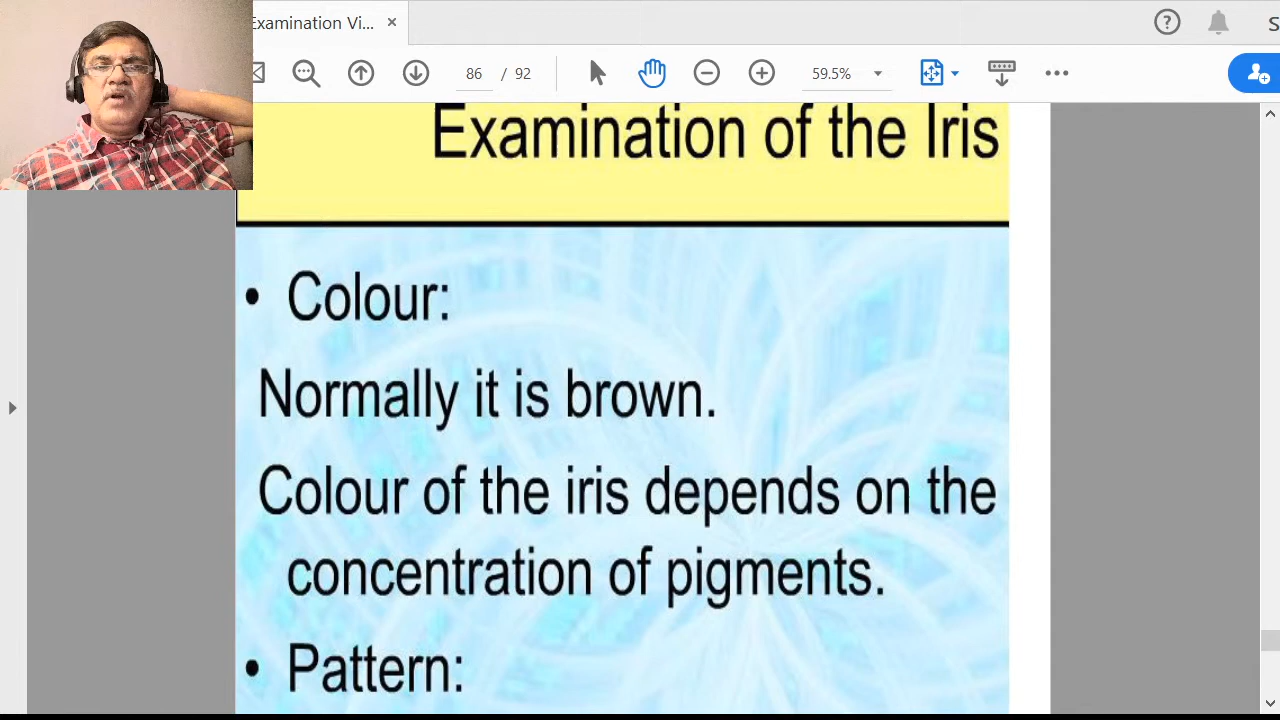 Examination Vi...
86 / 92
59.5%
S
Examination of the Iris
• Colour:
Normally it is brown.
Colour of the iris depends on the
concentration of pigments.
• Pattern: